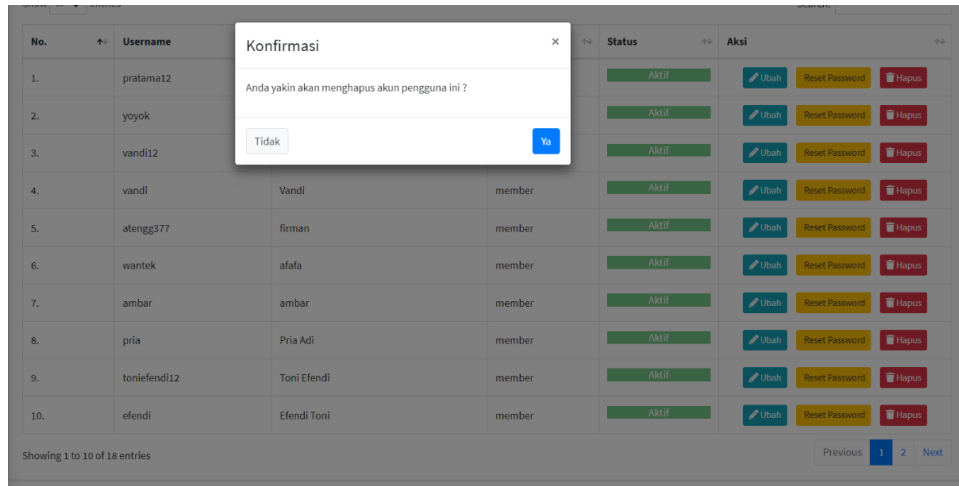 entries
No. Username Status Aksi
Konfirmasi ×
Anda yakin akan menghapus akun pengguna ini ?
Tidak Ya
1. pratama12 Aktif Ubah Reset Password Hapus
2. yoyok Aktif Ubah Reset Password Hapus
3. vandi12 Aktif Ubah Reset Password Hapus
4. vandi Vandi member Aktif Ubah Reset Password Hapus
5. atengg377 firman member Aktif Ubah Reset Password Hapus
6. wantek afafa member Aktif Ubah Reset Password Hapus
7. ambar ambar member Aktif Ubah Reset Password Hapus
8. pria Pria Adi member Aktif Ubah Reset Password Hapus
9. toniefendi12 Toni Efendi member Aktif Ubah Reset Password Hapus
10. efendi Efendi Toni member Aktif Ubah Reset Password Hapus
Showing 1 to 10 of 18 entries Previous 1 2 Next